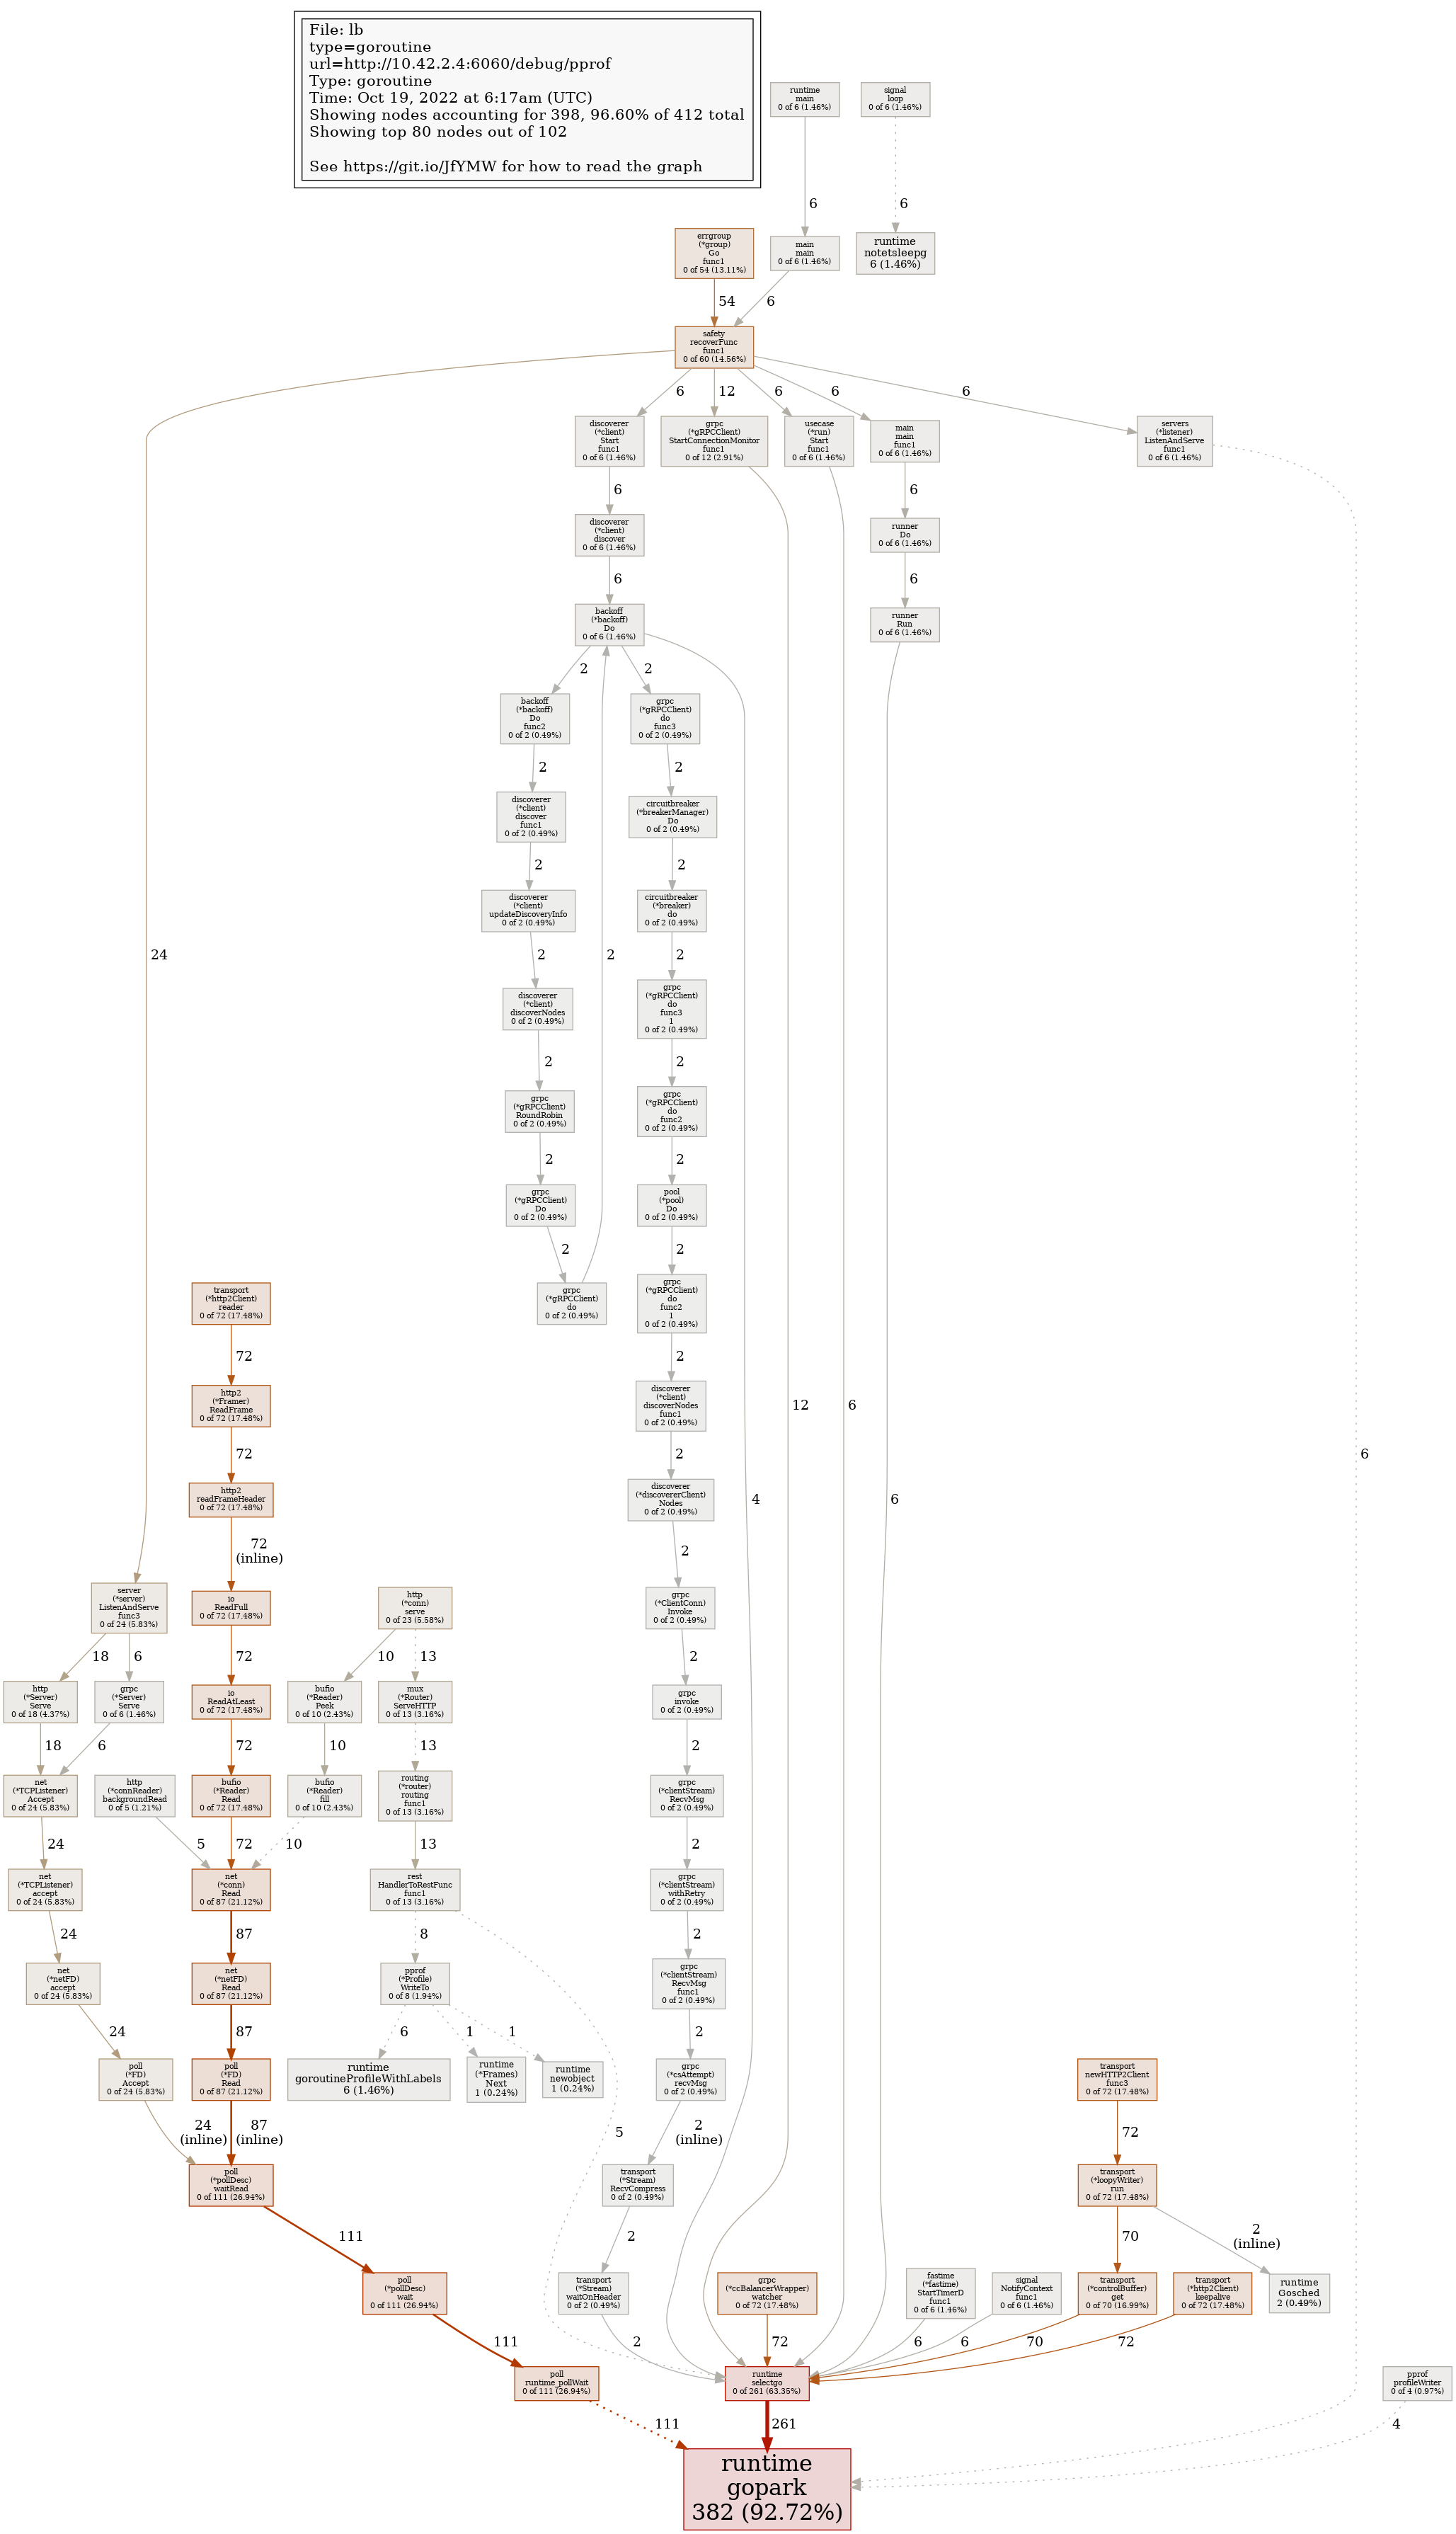 File: lb
type=goroutine
url=http://10.42.2.4:6060/debug/pprof
Type: goroutine
Time: Oct 19, 2022 at 6:17am (UTC)
Showing nodes accounting for 398, 96.60% of 412 total
Showing top 80 nodes out of 102
See https://git.io/JfYMW for how to read the graph
runtime
main
0 of 6 (1.46%)
signal
loop
0 of 6 (1.46%)
6
6
errgroup
(*group)
Go
func1
0 of 54 (13.11%)
main
main
0 of 6 (1.46%)
runtime
notetsleepg
6 (1.46%)
54
6
safety
recoverFunc
func1
0 of 60 (14.56%)
6
12
6
6
6
discoverer
(*client)
Start
func1
0 of 6 (1.46%)
grpc
(*gRPCClient)
StartConnectionMonitor
func1
0 of 12 (2.91%)
usecase
(*run)
Start
func1
0 of 6 (1.46%)
main
main
func1
0 of 6 (1.46%)
servers
(*listener)
ListenAndServe
func1
0 of 6 (1.46%)
6
6
discoverer
(*client)
discover
0 of 6 (1.46%)
runner
Do
0 of 6 (1.46%)
6
6
backoff
(*backoff)
Do
0 of 6 (1.46%)
runner
Run
0 of 6 (1.46%)
2
2
backoff
(*backoff)
Do
func2
0 of 2 (0.49%)
grpc
(*gRPCClient)
do
func3
0 of 2 (0.49%)
2
2
discoverer
(*client)
discover
func1
0 of 2 (0.49%)
circuitbreaker
(*breakerManager)
Do
0 of 2 (0.49%)
2
2
discoverer
(*client)
updateDiscoveryInfo
0 of 2 (0.49%)
circuitbreaker
(*breaker)
do
0 of 2 (0.49%)
24
2
2
2
discoverer
(*client)
discoverNodes
0 of 2 (0.49%)
grpc
(*gRPCClient)
do
func3
1
0 of 2 (0.49%)
2
2
grpc
(*gRPCClient)
RoundRobin
0 of 2 (0.49%)
grpc
(*gRPCClient)
do
func2
0 of 2 (0.49%)
2
2
grpc
(*gRPCClient)
Do
0 of 2 (0.49%)
pool
(*pool)
Do
0 of 2 (0.49%)
2
2
transport
(*http2Client)
reader
0 of 72 (17.48%)
grpc
(*gRPCClient)
do
0 of 2 (0.49%)
grpc
(*gRPCClient)
do
func2
1
0 of 2 (0.49%)
72
2
http2
(*Framer)
ReadFrame
0 of 72 (17.48%)
discoverer
(*client)
discoverNodes
func1
0 of 2 (0.49%)
12
6
6
72
2
http2
readFrameHeader
0 of 72 (17.48%)
discoverer
(*discovererClient)
Nodes
0 of 2 (0.49%)
4
6
72
(inline)
2
server
(*server)
ListenAndServe
func3
0 of 24 (5.83%)
io
ReadFull
0 of 72 (17.48%)
http
(*conn)
serve
0 of 23 (5.58%)
grpc
(*ClientConn)
Invoke
0 of 2 (0.49%)
18
6
72
10
13
2
http
(*Server)
Serve
0 of 18 (4.37%)
grpc
(*Server)
Serve
0 of 6 (1.46%)
io
ReadAtLeast
0 of 72 (17.48%)
bufio
(*Reader)
Peek
0 of 10 (2.43%)
mux
(*Router)
ServeHTTP
0 of 13 (3.16%)
grpc
invoke
0 of 2 (0.49%)
18
6
72
10
13
2
net
(*TCPListener)
Accept
0 of 24 (5.83%)
http
(*connReader)
backgroundRead
0 of 5 (1.21%)
bufio
(*Reader)
Read
0 of 72 (17.48%)
bufio
(*Reader)
fill
0 of 10 (2.43%)
routing
(*router)
routing
func1
0 of 13 (3.16%)
grpc
(*clientStream)
RecvMsg
0 of 2 (0.49%)
24
5
72
10
13
2
net
(*TCPListener)
accept
0 of 24 (5.83%)
net
(*conn)
Read
0 of 87 (21.12%)
rest
HandlerToRestFunc
func1
0 of 13 (3.16%)
grpc
(*clientStream)
withRetry
0 of 2 (0.49%)
24
87
8
2
net
(*netFD)
accept
0 of 24 (5.83%)
net
(*netFD)
Read
0 of 87 (21.12%)
pprof
(*Profile)
WriteTo
0 of 8 (1.94%)
grpc
(*clientStream)
RecvMsg
func1
0 of 2 (0.49%)
24
87
6
1
1
2
poll
(*FD)
Accept
0 of 24 (5.83%)
poll
(*FD)
Read
0 of 87 (21.12%)
runtime
goroutineProfileWithLabels
6 (1.46%)
runtime
(*Frames)
Next
1 (0.24%)
runtime
newobject
1 (0.24%)
grpc
(*csAttempt)
recvMsg
0 of 2 (0.49%)
transport
newHTTP2Client
func3
0 of 72 (17.48%)
24
(inline)
87
(inline)
5
2
(inline)
72
poll
(*pollDesc)
waitRead
0 of 111 (26.94%)
transport
(*Stream)
RecvCompress
0 of 2 (0.49%)
transport
(*loopyWriter)
run
0 of 72 (17.48%)
111
2
70
2
(inline)
poll
(*pollDesc)
wait
0 of 111 (26.94%)
transport
(*Stream)
waitOnHeader
0 of 2 (0.49%)
grpc
(*ccBalancerWrapper)
watcher
0 of 72 (17.48%)
fastime
(*fastime)
StartTimerD
func1
0 of 6 (1.46%)
signal
NotifyContext
func1
0 of 6 (1.46%)
transport
(*controlBuffer)
get
0 of 70 (16.99%)
transport
(*http2Client)
keepalive
0 of 72 (17.48%)
runtime
Gosched
2 (0.49%)
111
2
72
6
6
70
72
poll
runtime_pollWait
0 of 111 (26.94%)
runtime
selectgo
0 of 261 (63.35%)
pprof
profileWriter
0 of 4 (0.97%)
111
261
4
runtime
gopark
382 (92.72%)